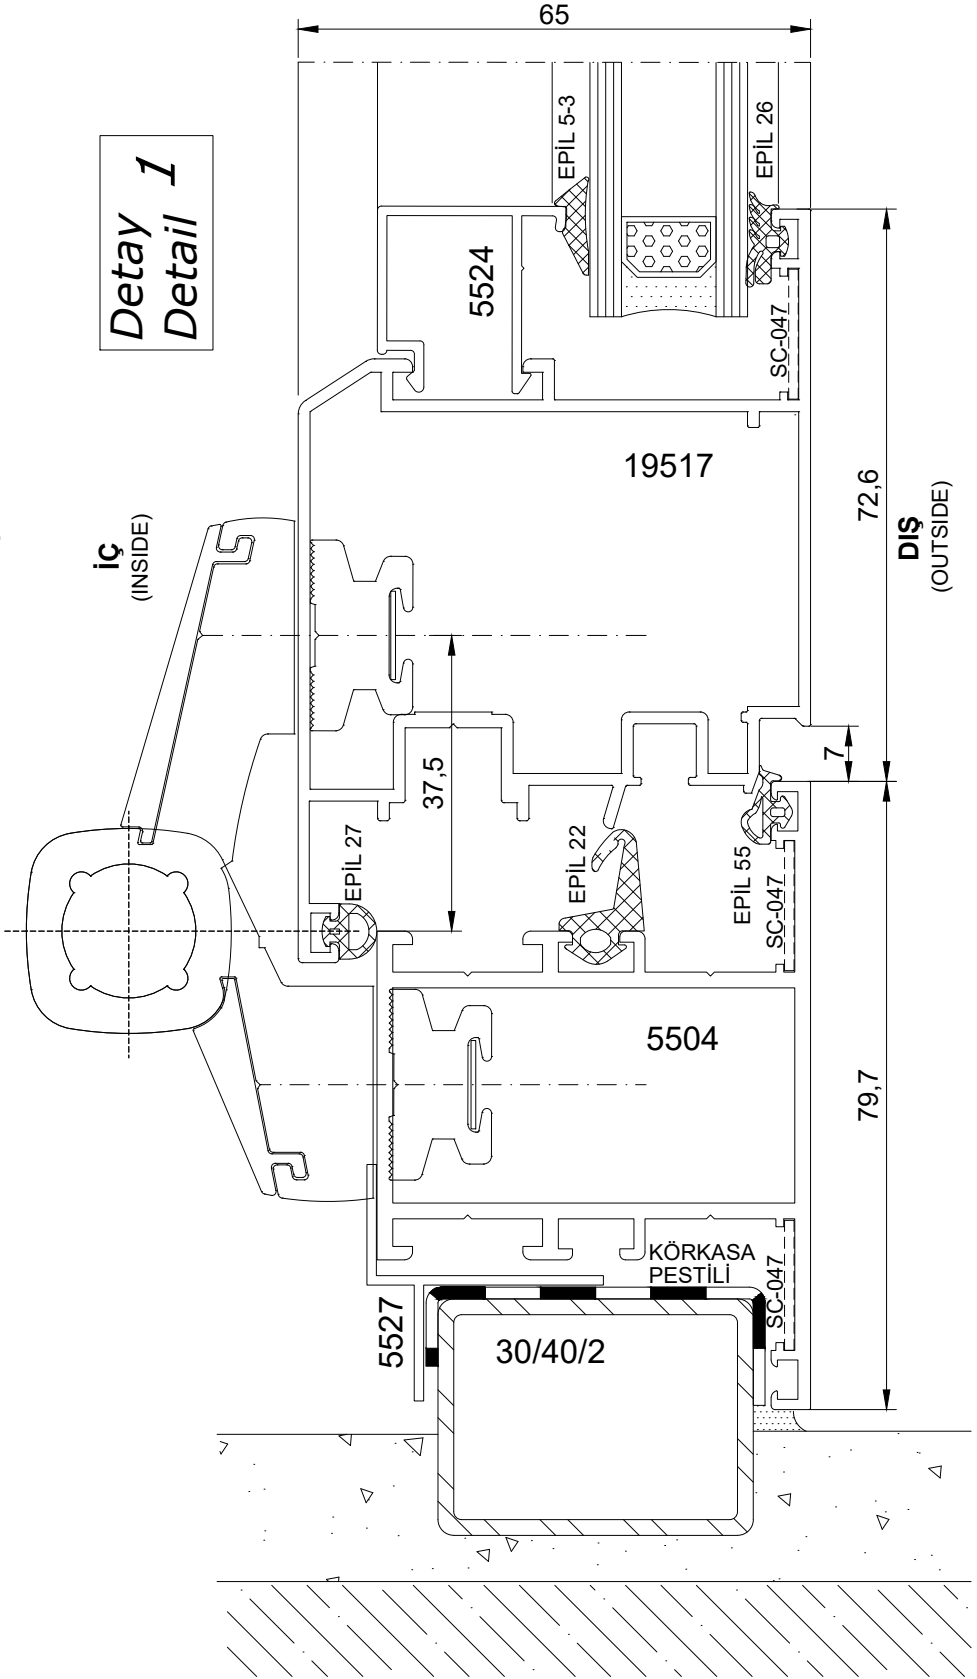 65
Detay
Detail 1
EPİL 5-3
EPİL 26
5524
SC-047
19517
72,6
İÇ
(INSIDE)
DIŞ
(OUTSIDE)
37,5
7
EPİL 27
EPİL 22
EPİL 55
SC-047
5504
79,7
KÖRKASA
PESTİLİ
SC-047
5527
30/40/2